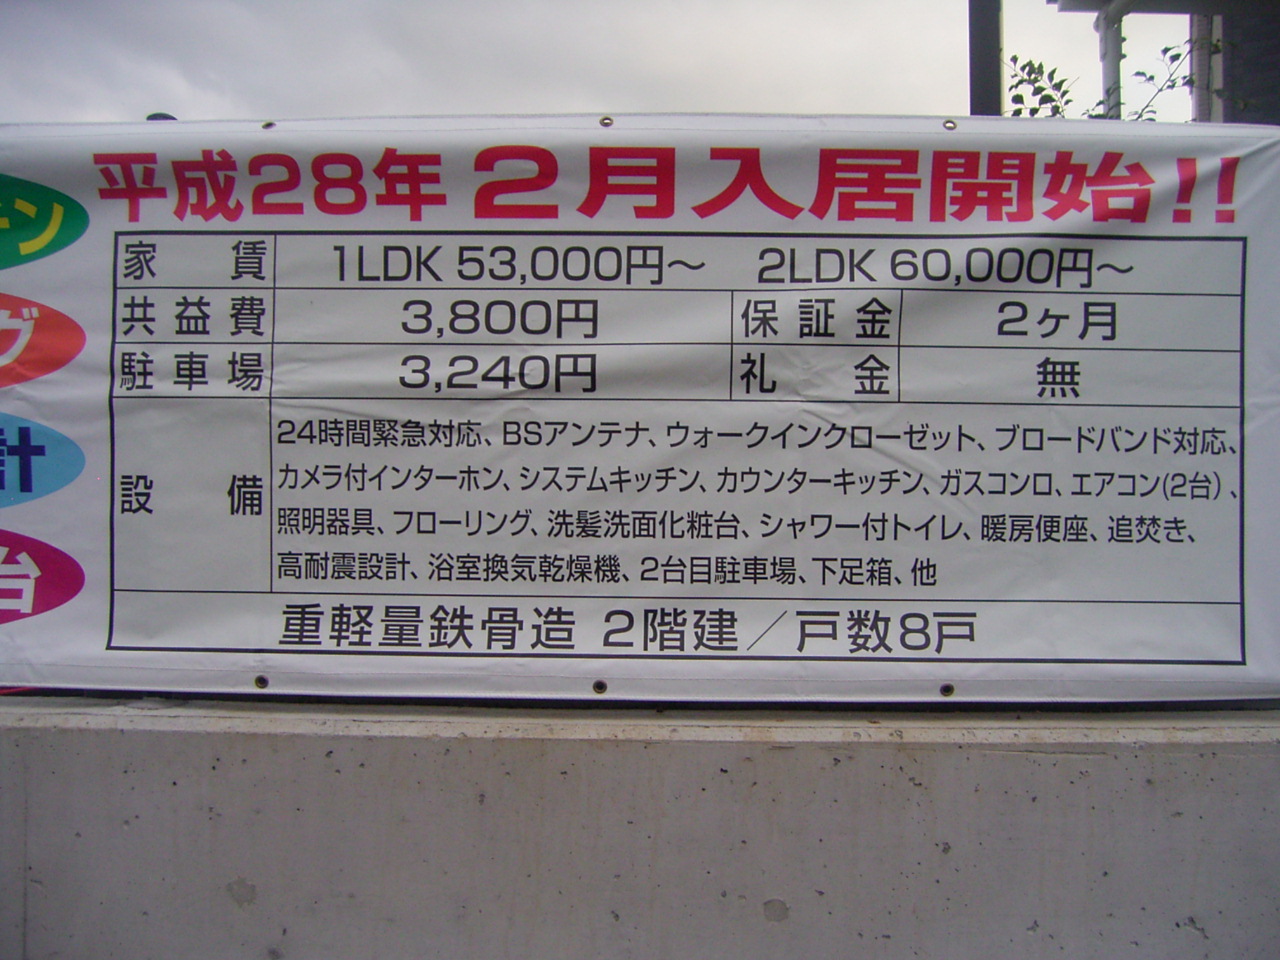 平成28年 2月入居開始!!
家賃 1LDK 53,000円～ 2LDK 60,000円～
共益費 3,800円 保証金 2ヶ月
駐車場 3,240円 礼金 無
設備
24時間緊急対応、BSアンテナ、ウォークインクローゼット、ブロードバンド対応、
カメラ付インターホン、システムキッチン、カウンターキッチン、ガスコンロ、エアコン(2台)、
照明器具、フローリング、洗髪洗面化粧台、シャワー付トイレ、暖房便座、追焚き、
高耐震設計、浴室換気乾燥機、2台目駐車場、下足箱、他
重軽量鉄骨造 2階建／戸数8戸
ーン
グ
計
台